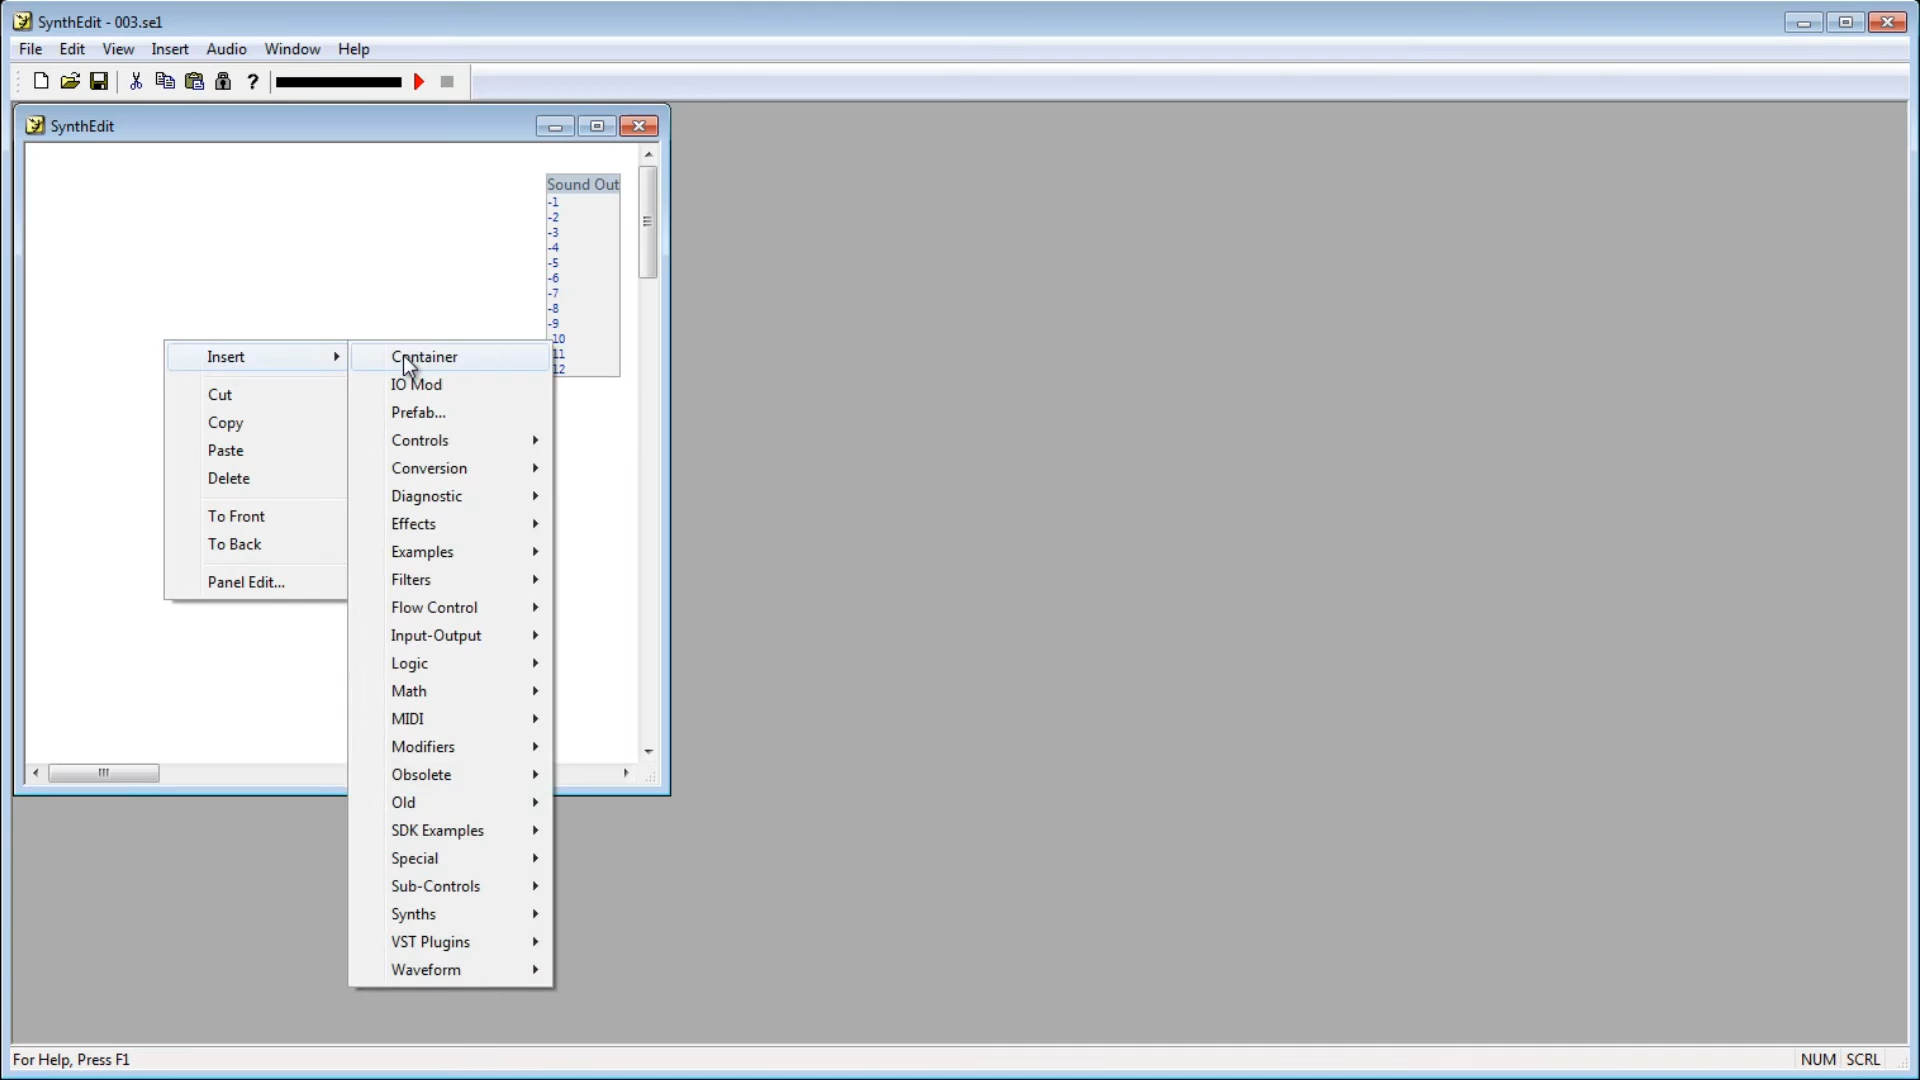 SynthEdit - 003.se1
File Edit View Insert Audio Window Help
SynthEdit
Sound Out
-1
-2
-3
-4
-5
-6
-7
-8
-9
10
11
12
Insert
Cut
Copy
Paste
Delete
To Front
To Back
Panel Edit...
Container
IO Mod
Prefab...
Controls
Conversion
Diagnostic
Effects
Examples
Filters
Flow Control
Input-Output
Logic
Math
MIDI
Modifiers
Obsolete
Old
SDK Examples
Special
Sub-Controls
Synths
VST Plugins
Waveform
For Help, Press F1
NUM SCRL